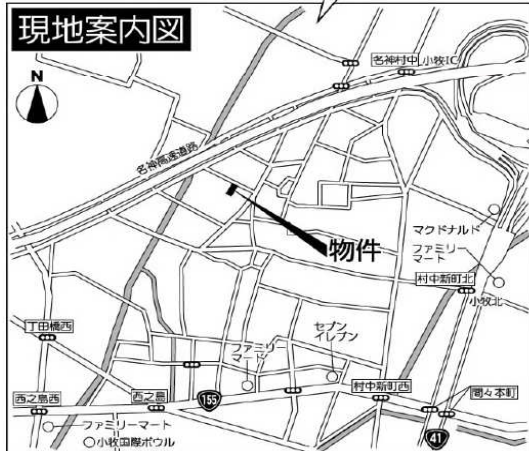 現地案内図
N
名神村中
小牧IC
名神高速道路
マクドナルド
ファミリー
マート
物件
村中新町北
小牧北
丁田橋西
ファミリー
マート
セブン
イレブン
西之島西
西之島
155
村中新町西
間々本町
ファミリーマート
小牧国際ボウル
41